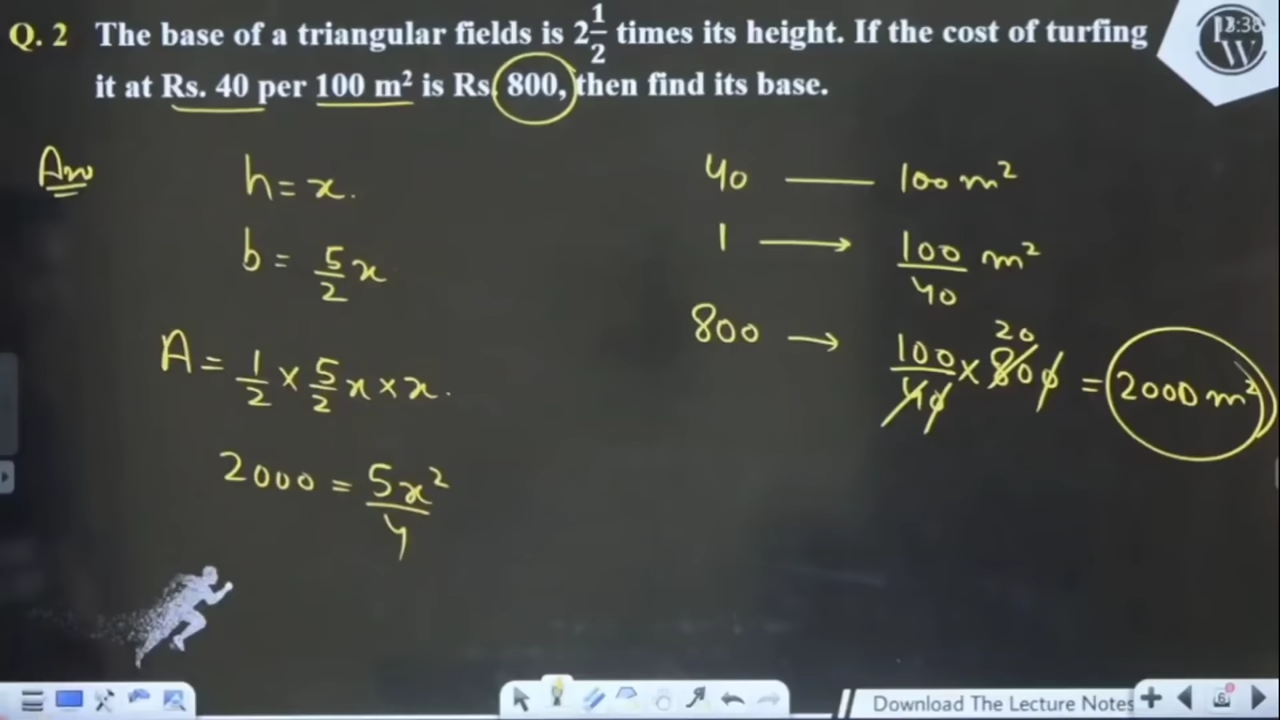 Q. 2 The base of a triangular fields is 2 1/2 times its height. If the cost of turfing
it at Rs. 40 per 100 m² is Rs. 800, then find its base.
Ans
h = x.
b = 5/2 x
A = 1/2 × 5/2 x × x.
2000 = 5x²/4
40 — 100 m²
1 → 100/40 m²
800 → 100/40 × 800 = 2000 m²
20
Download The Lecture Notes